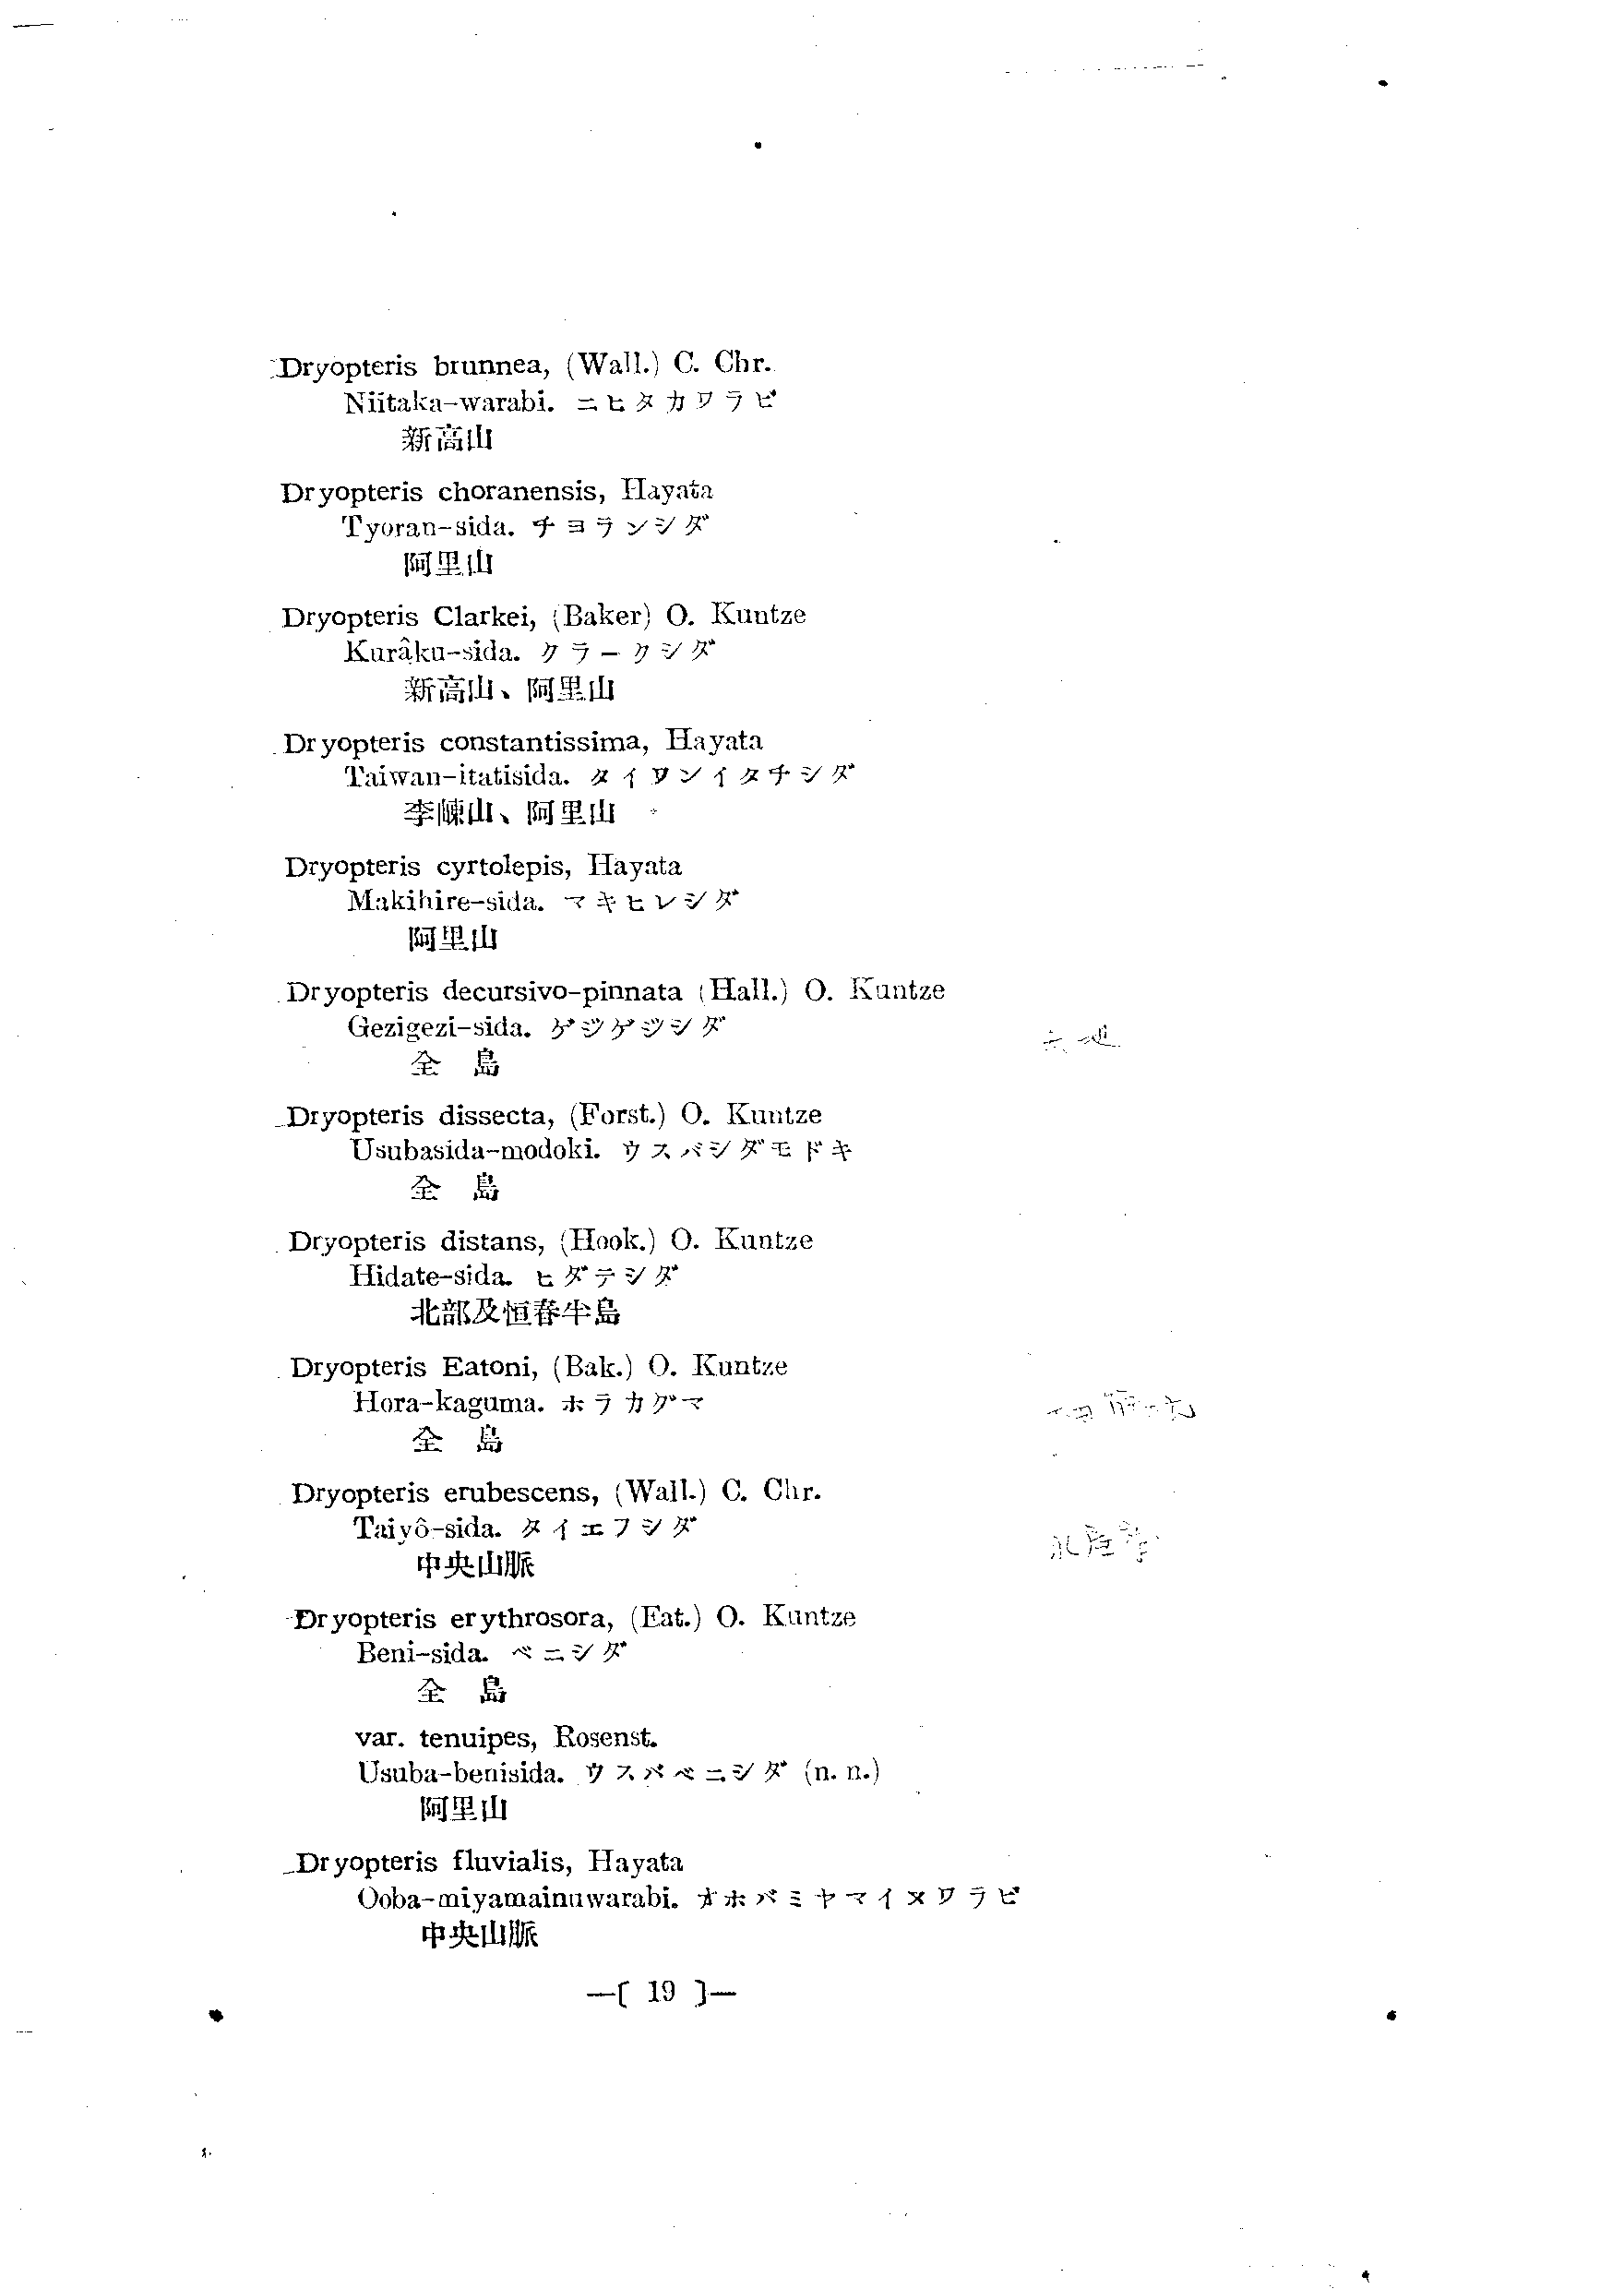 Dryopteris brunnea, (Wall.) C. Chr.
Niitaka-warabi. ニヒタカワラビ
新高山
Dryopteris choranensis, Hayata
Tyoran-sida. チヨランシダ
阿里山
Dryopteris Clarkei, (Baker) O. Kuntze
Kurâku-sida. クラークシダ
新高山、阿里山
Dryopteris constantissima, Hayata
Taiwan-itatisida. タイワンイタチシダ
李崠山、阿里山
Dryopteris cyrtolepis, Hayata
Makihire-sida. マキヒレシダ
阿里山
Dryopteris decursivo-pinnata (Hall.) O. Kuntze
Gezigezi-sida. ゲジゲジシダ
全島
Dryopteris dissecta, (Forst.) O. Kuntze
Usubasida-modoki. ウスバシダモドキ
全島
Dryopteris distans, (Hook.) O. Kuntze
Hidate-sida. ヒダテシダ
北部及恒春半島
Dryopteris Eatoni, (Bak.) O. Kuntze
Hora-kaguma. ホラカグマ
全島
Dryopteris erubescens, (Wall.) C. Chr.
Taiyô-sida. タイエフシダ
中央山脈
Dryopteris erythrosora, (Eat.) O. Kuntze
Beni-sida. ベニシダ
全島
var. tenuipes, Rosenst.
Usuba-benisida. ウスバベニシダ (n. n.)
阿里山
Dryopteris fluvialis, Hayata
Ooba-miyamainuwarabi. オホバミヤマイヌワラビ
中央山脈
—[ 19 ]—